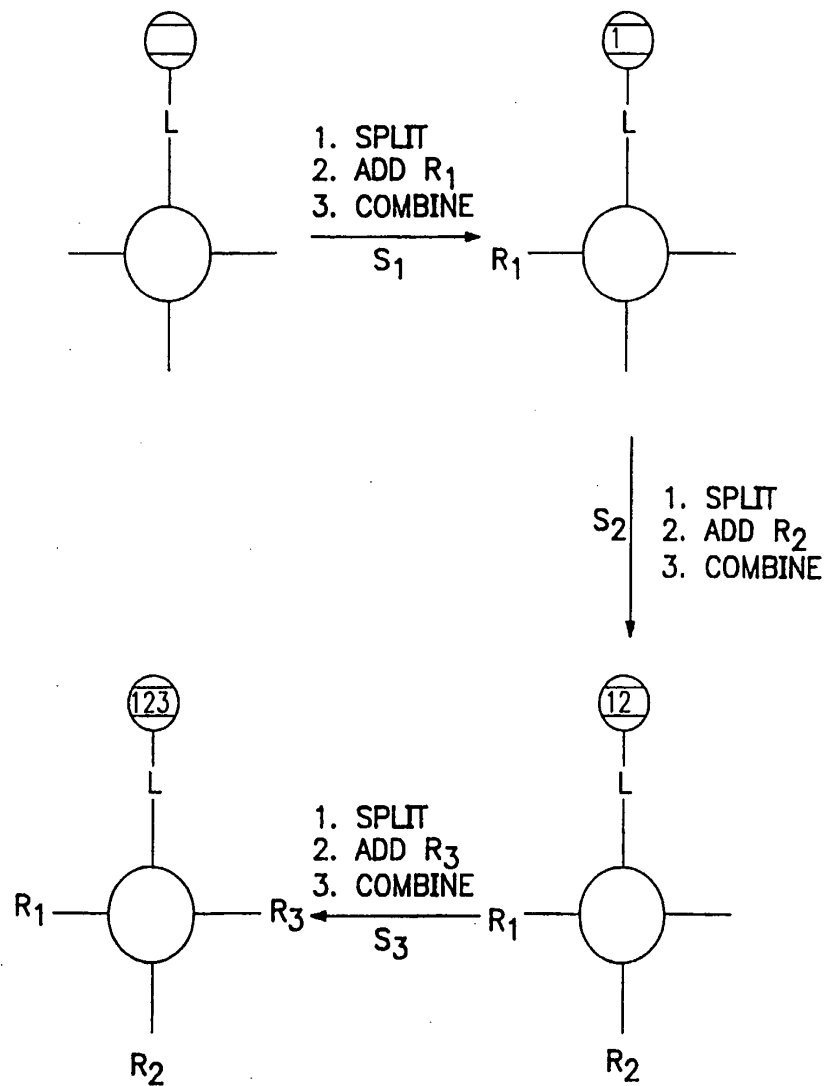 1
L
L
1. SPLIT
2. ADD R₁
3. COMBINE
S₁
R₁
S₂
1. SPLIT
2. ADD R₂
3. COMBINE
123
12
L
L
1. SPLIT
2. ADD R₃
3. COMBINE
R₁
R₃
S₃
R₁
R₂
R₂